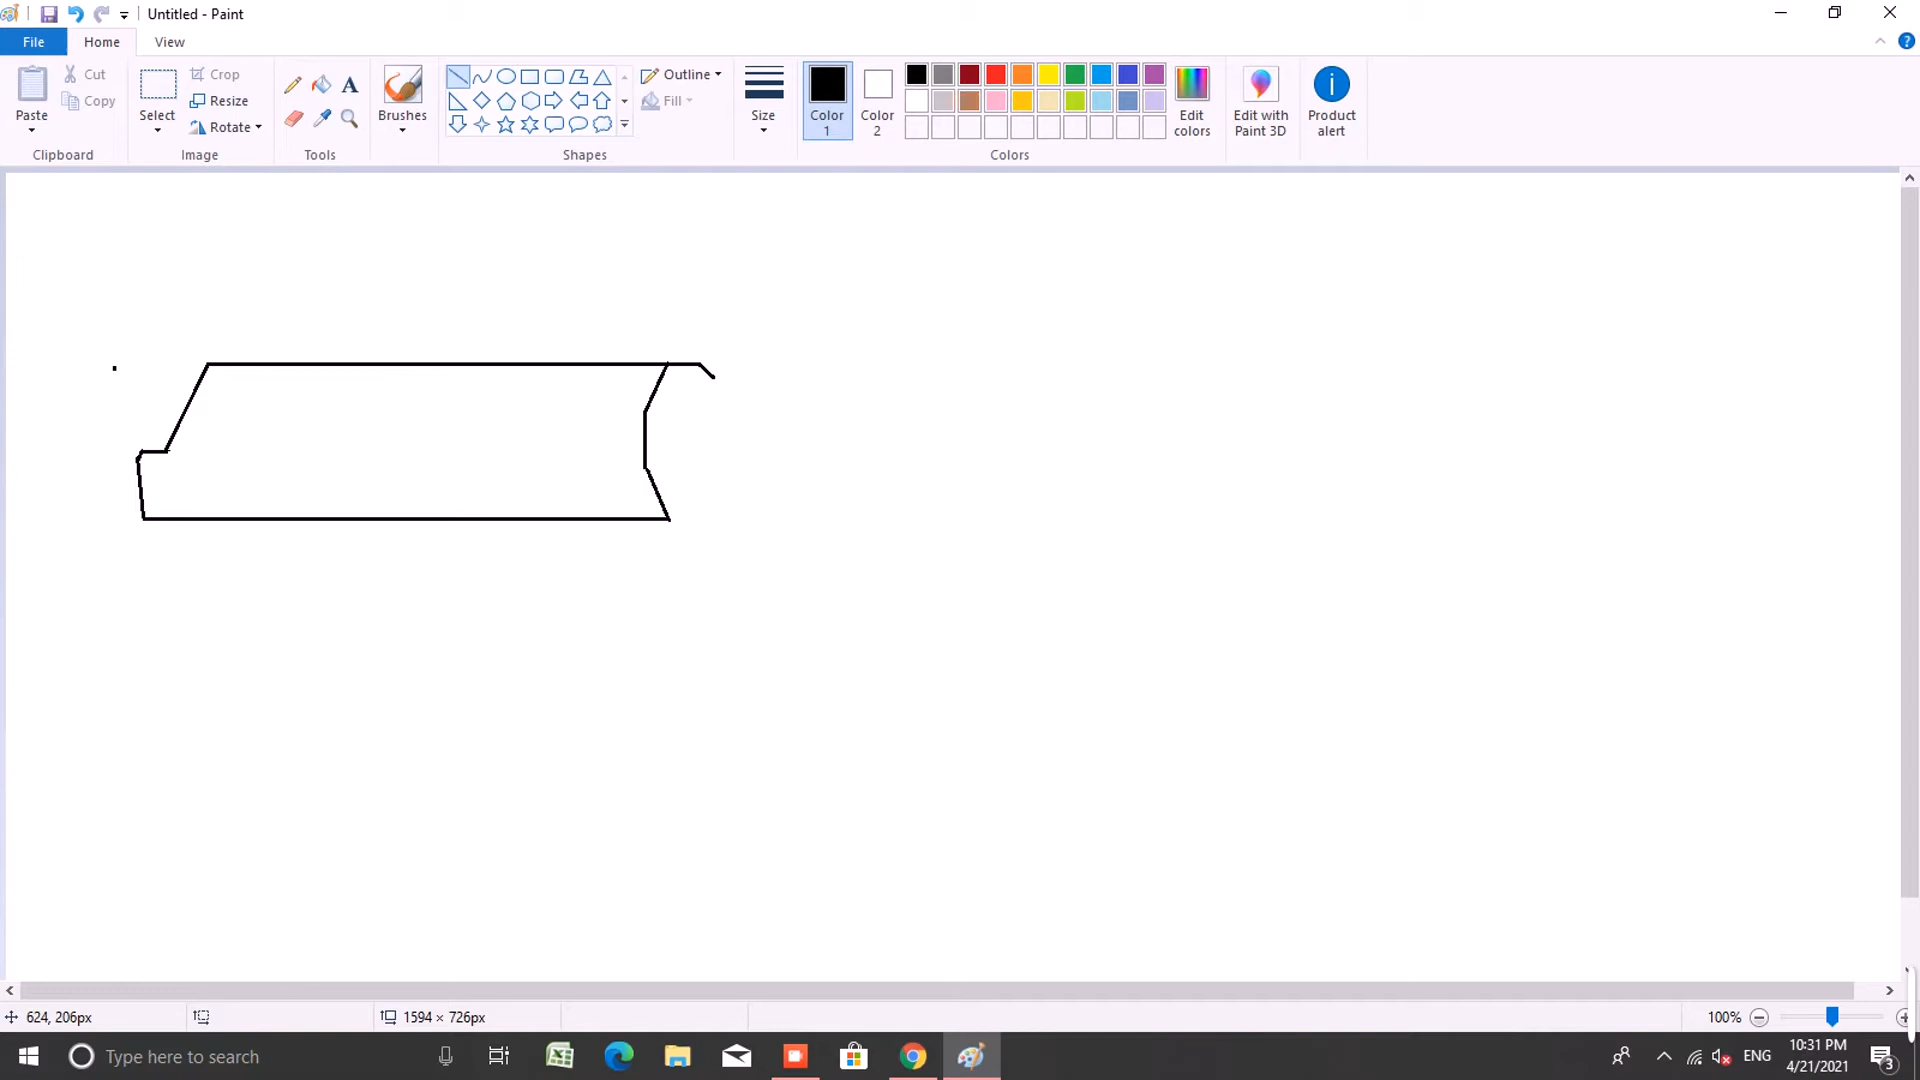 Untitled - Paint
File Home View
Paste Cut Copy Clipboard
Select Crop Resize Rotate Image
A Tools
Brushes
Outline Fill Shapes
Size
Color 1 Color 2 Edit colors Colors
Edit with Paint 3D
Product alert
624, 206px 1594 × 726px 100%
Type here to search
ENG 10:31 PM
4/21/2021 3